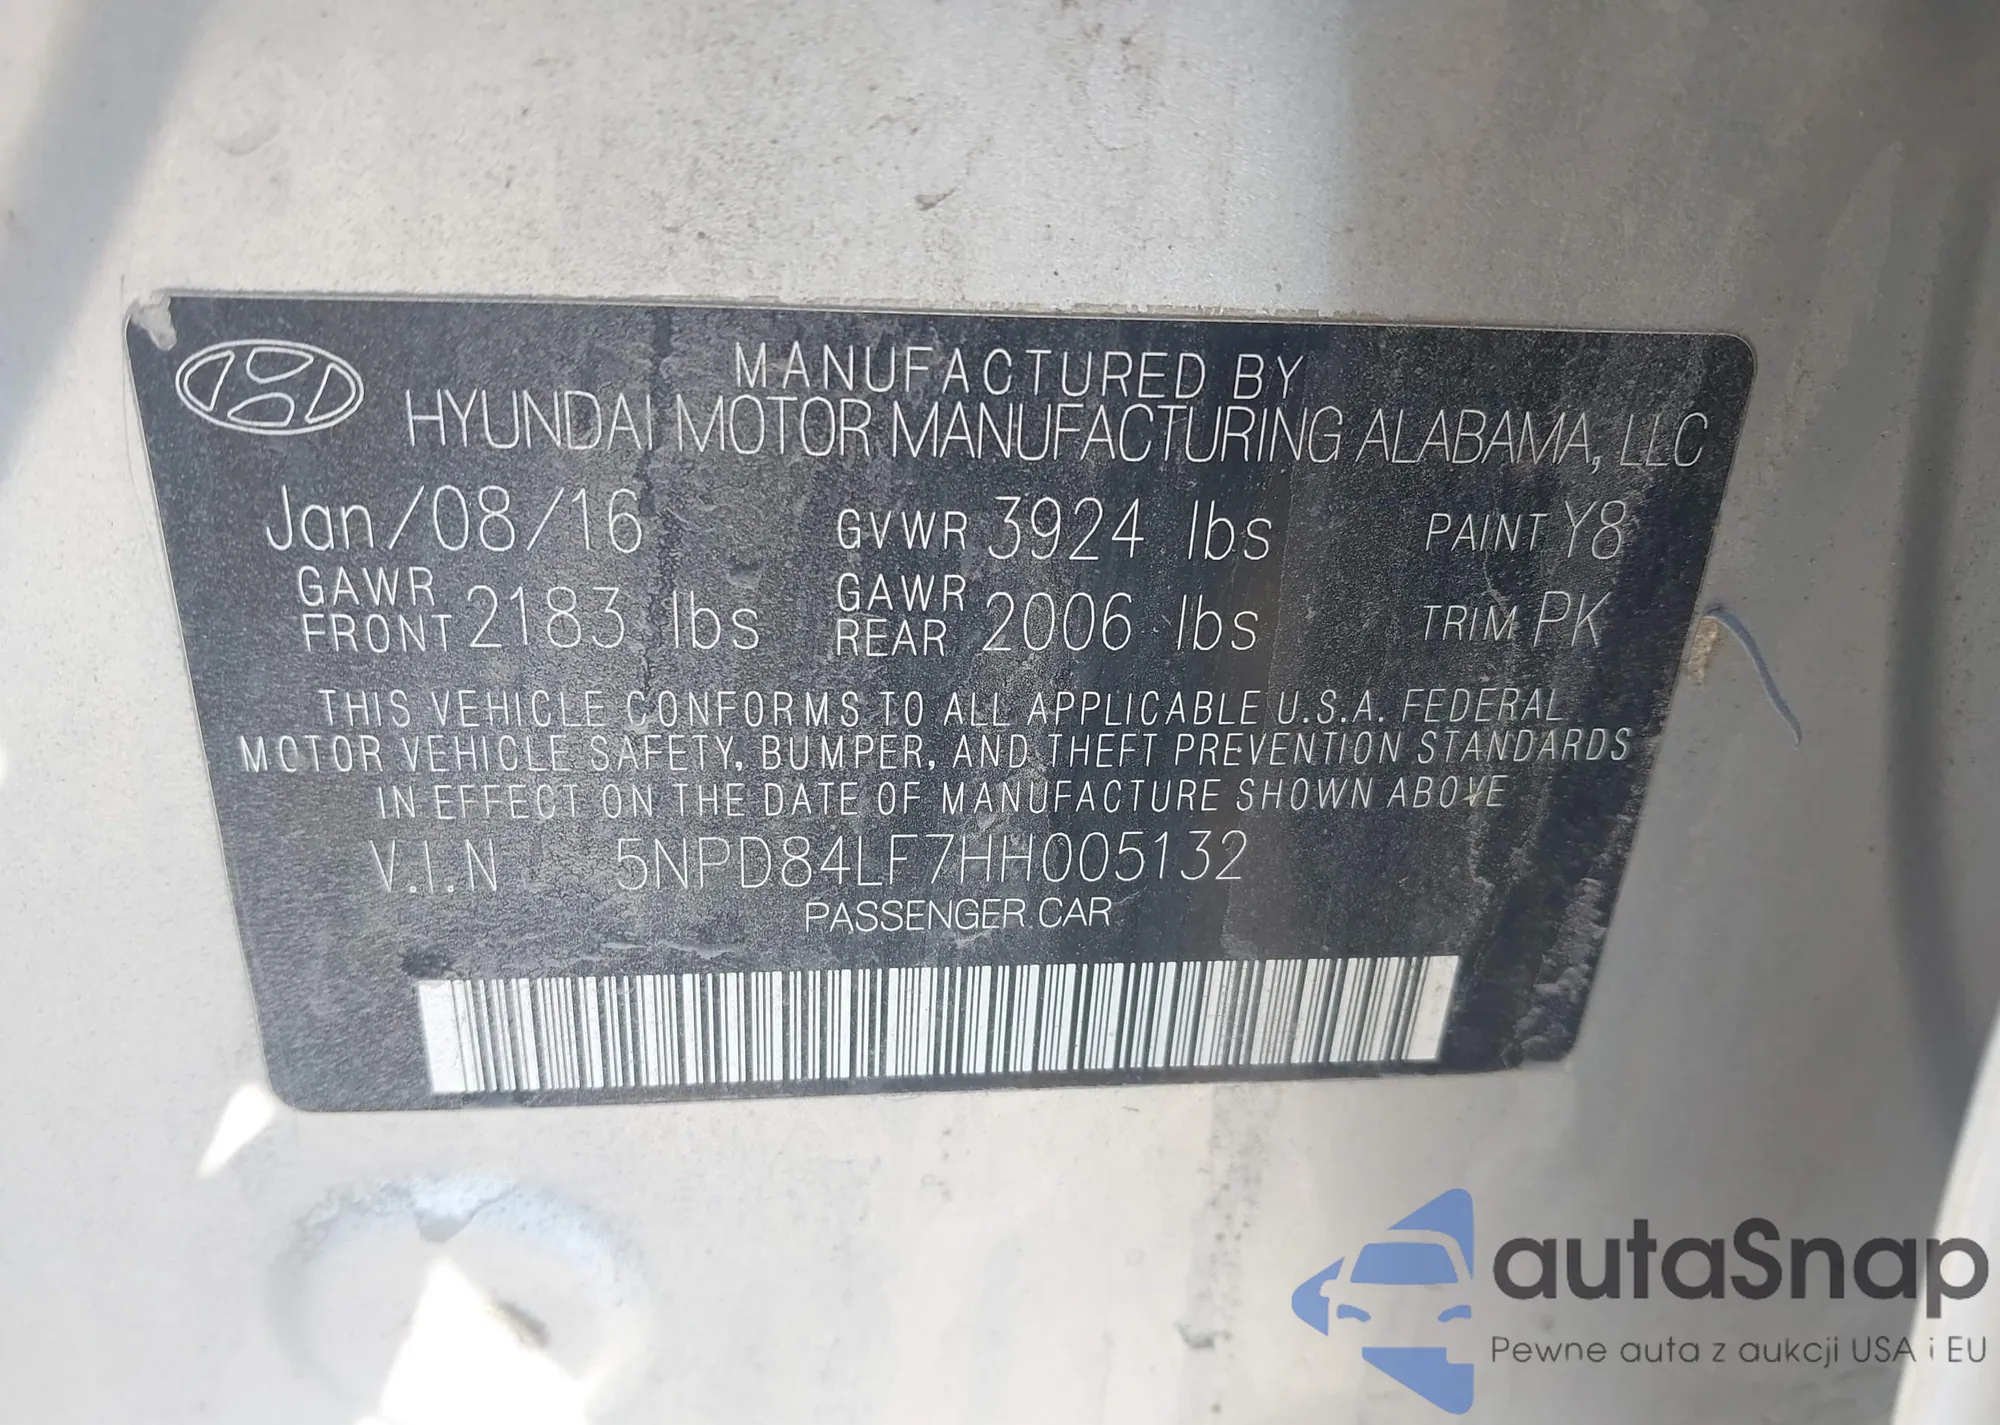 MANUFACTURED BY
HYUNDAI MOTOR MANUFACTURING ALABAMA, LLC
Jan/08/16 GVWR 3924 lbs PAINT Y8
GAWR FRONT 2183 lbs GAWR REAR 2006 lbs TRIM PK
THIS VEHICLE CONFORMS TO ALL APPLICABLE U.S.A. FEDERAL
MOTOR VEHICLE SAFETY, BUMPER, AND THEFT PREVENTION STANDARDS
IN EFFECT ON THE DATE OF MANUFACTURE SHOWN ABOVE
V.I.N 5NPD84LF7HH005132
PASSENGER CAR
autaSnap
Pewne auta z aukcji USA i EU